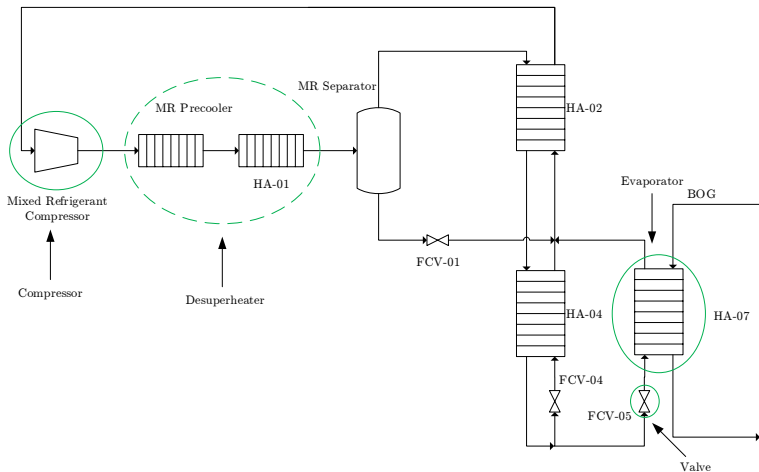 MR Separator
MR Precooler
HA-02
HA-01
Evaporator
BOG
Mixed Refrigerant
Compressor
FCV-01
Compressor
Desuperheater
HA-04
HA-07
FCV-04
FCV-05
Valve